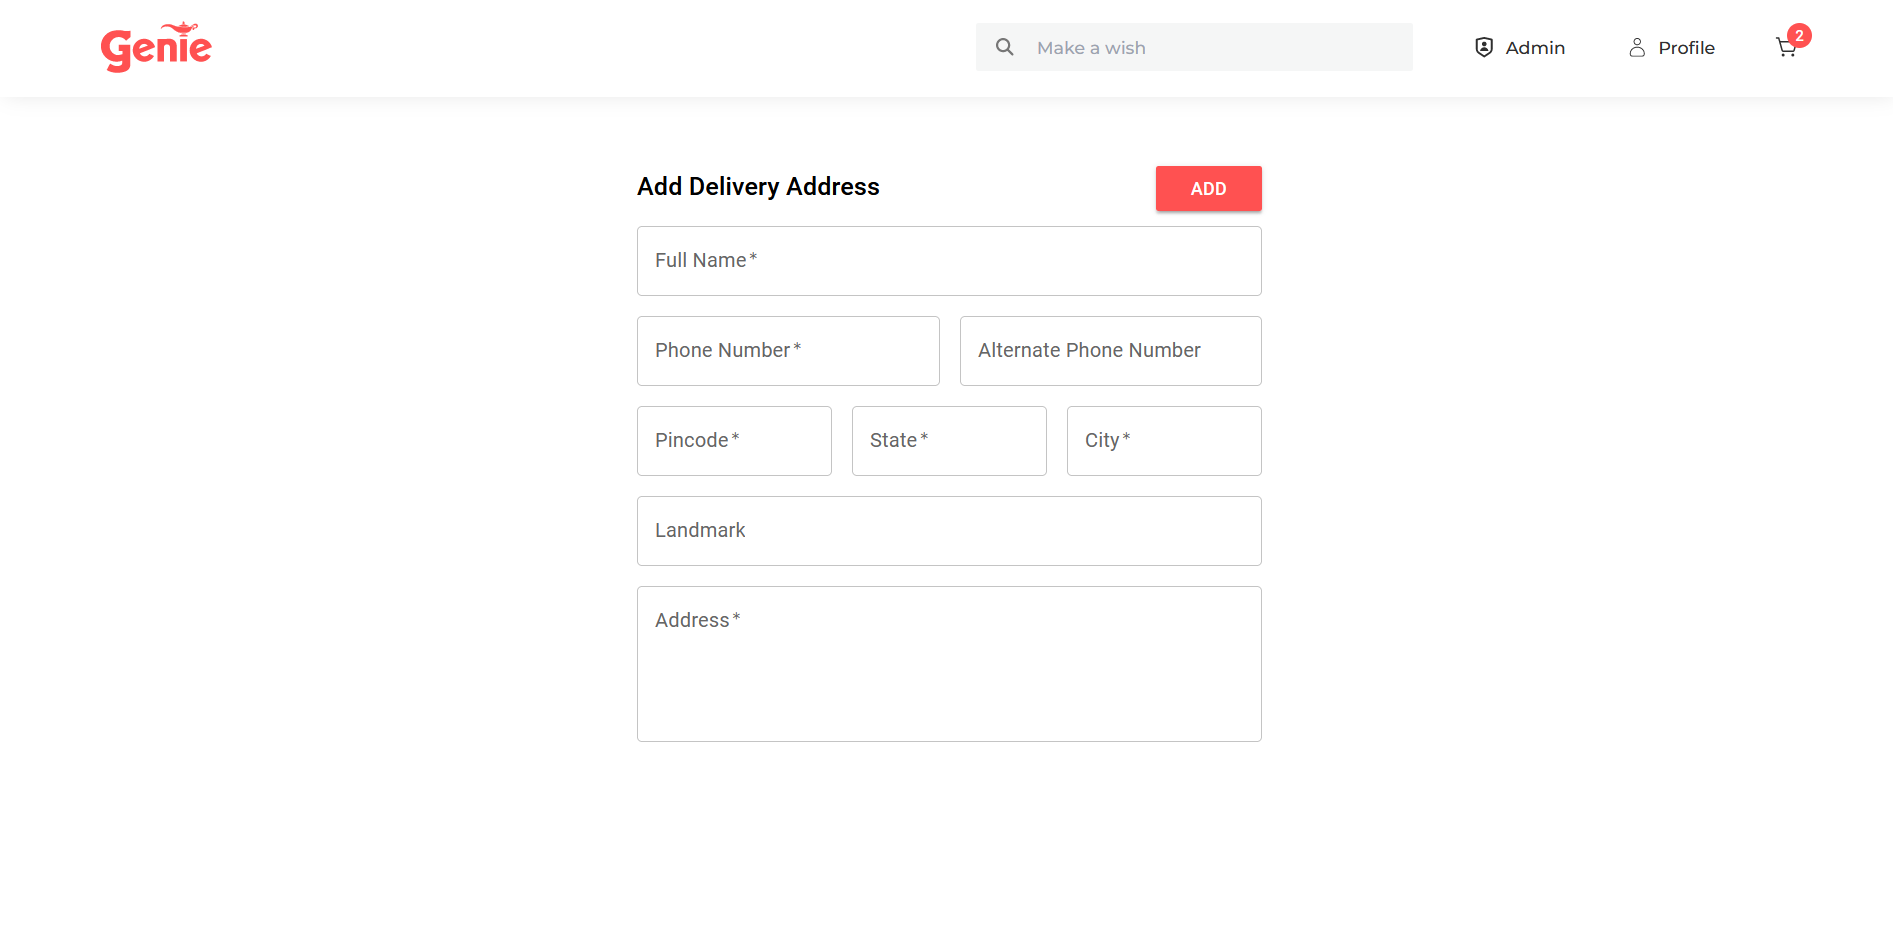 Genie
Make a wish
Admin
Profile
2
Add Delivery Address
ADD
Full Name *
Phone Number *
Alternate Phone Number
Pincode *
State *
City *
Landmark
Address *